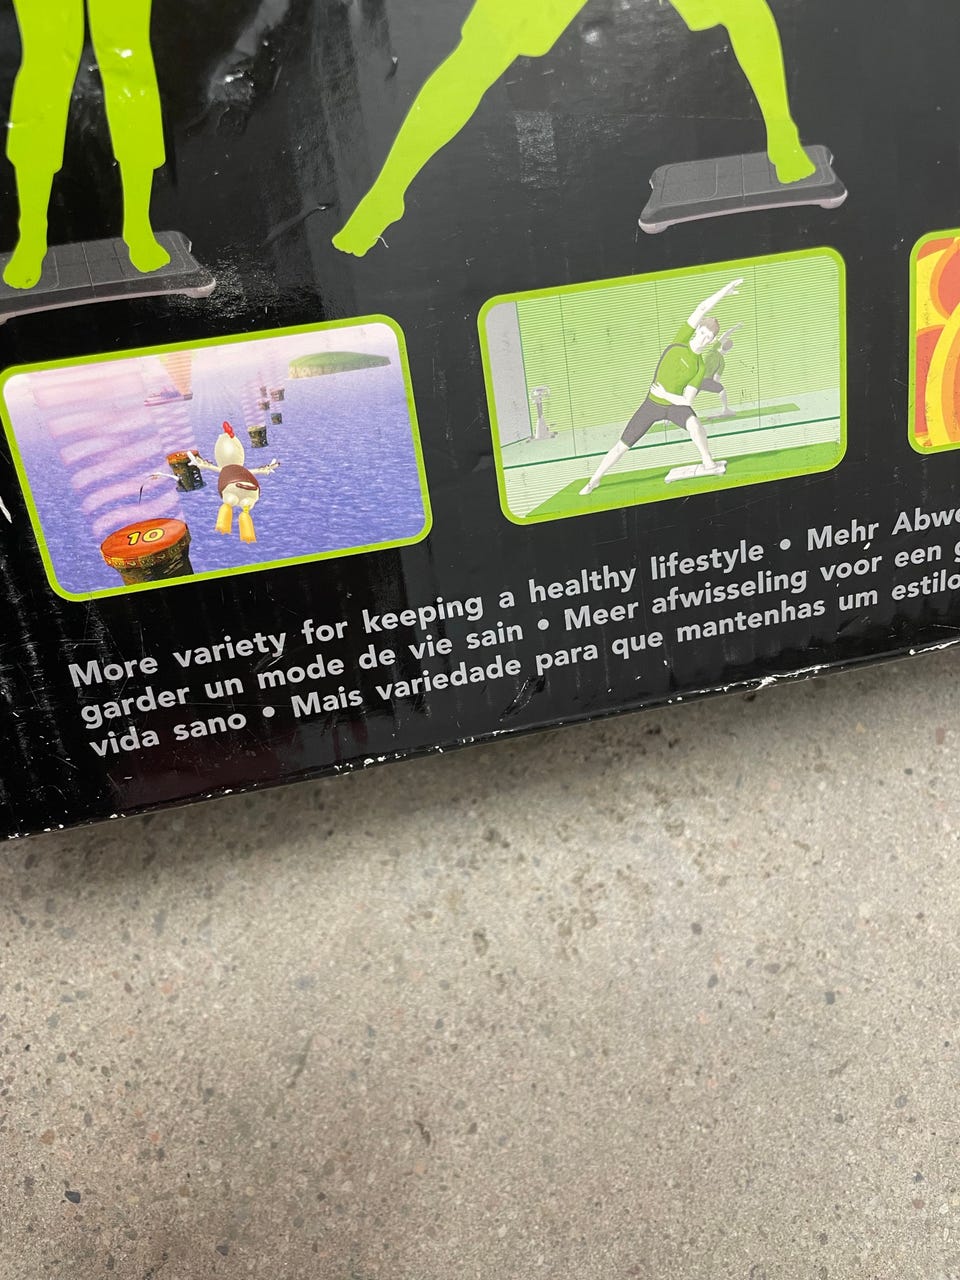 10
More variety for keeping a healthy lifestyle • Mehr
garder un mode de vie sain • Meer afwisseling voor een
vida sano • Mais variedade para que mantenhas um estilo